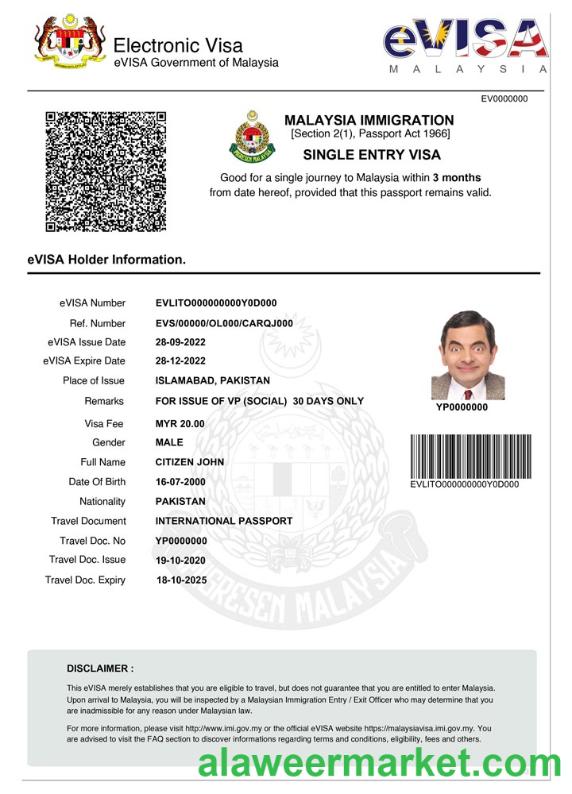 Electronic Visa
eVISA Government of Malaysia
eVISA
MALAYSIA
EV0000000
MALAYSIA IMMIGRATION
[Section 2(1), Passport Act 1966]
SINGLE ENTRY VISA
Good for a single journey to Malaysia within 3 months
from date hereof, provided that this passport remains valid.
eVISA Holder Information.
eVISA Number EVLITO000000000Y0D000
Ref. Number EVS/00000/OL000/CARQJ000
eVISA Issue Date 28-09-2022
eVISA Expire Date 28-12-2022
Place of Issue ISLAMABAD, PAKISTAN
Remarks FOR ISSUE OF VP (SOCIAL) 30 DAYS ONLY
Visa Fee MYR 20.00
Gender MALE
Full Name CITIZEN JOHN
Date Of Birth 16-07-2000
Nationality PAKISTAN
Travel Document INTERNATIONAL PASSPORT
Travel Doc. No YP0000000
Travel Doc. Issue 19-10-2020
Travel Doc. Expiry 18-10-2025
YP0000000
EVLITO000000000Y0D000
IGRESEN MALAYSIA
DISCLAIMER :
This eVISA merely establishes that you are eligible to travel, but does not guarantee that you are entitled to enter Malaysia.
Upon arrival to Malaysia, you will be inspected by a Malaysian Immigration Entry / Exit Officer who may determine that you
are inadmissible for any reason under Malaysian law.
For more information, please visit http://www.imi.gov.my or the official eVISA website https://malaysiavisa.imi.gov.my. You
are advised to visit the FAQ section to discover informations regarding terms and conditions, eligibility, fees and others.
alaweermarket.com